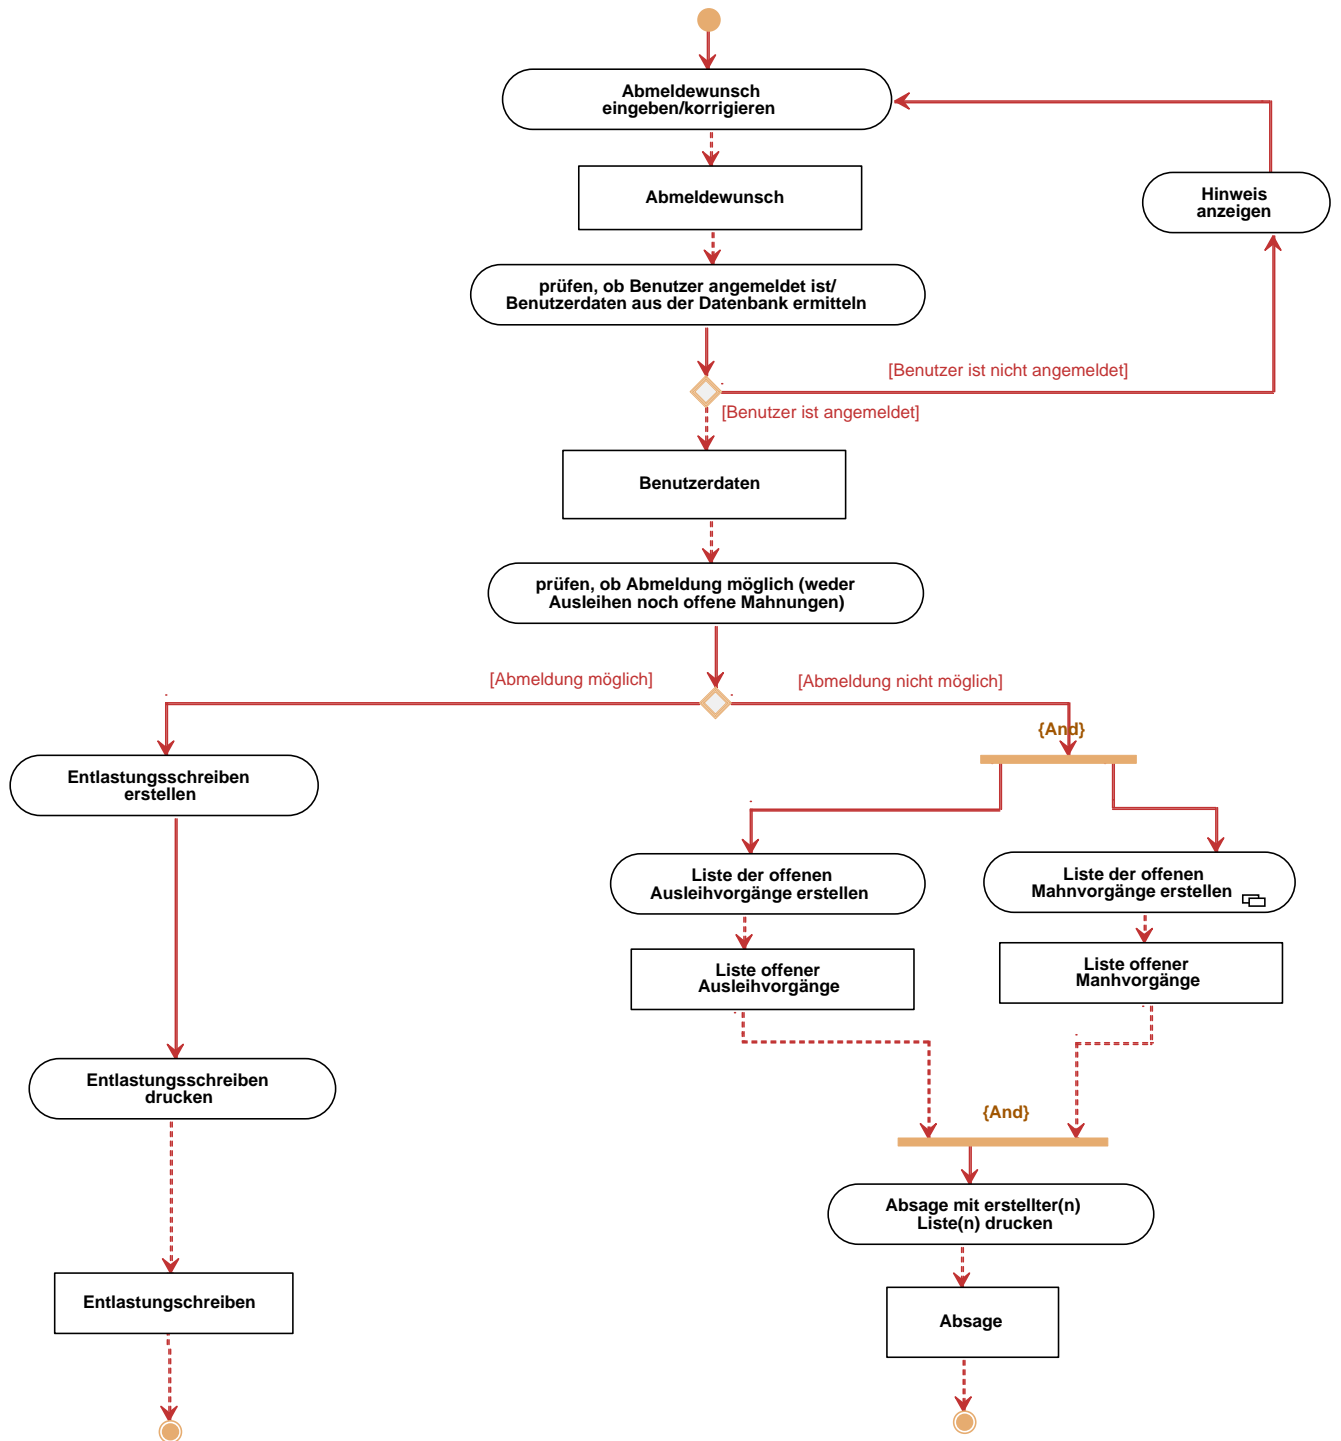 Abmeldewunsch
eingeben/korrigieren
Abmeldewunsch
Hinweis
anzeigen
prüfen, ob Benutzer angemeldet ist/
Benutzerdaten aus der Datenbank ermitteln
[Benutzer ist nicht angemeldet]
[Benutzer ist angemeldet]
Benutzerdaten
prüfen, ob Abmeldung möglich (weder
Ausleihen noch offene Mahnungen)
[Abmeldung möglich]
[Abmeldung nicht möglich]
{And}
Entlastungsschreiben
erstellen
Liste der offenen
Ausleihvorgänge erstellen
Liste der offenen
Mahnvorgänge erstellen
Liste offener
Ausleihvorgänge
Liste offener
Manhvorgänge
Entlastungsschreiben
drucken
{And}
Absage mit erstellter(n)
Liste(n) drucken
Entlastungschreiben
Absage